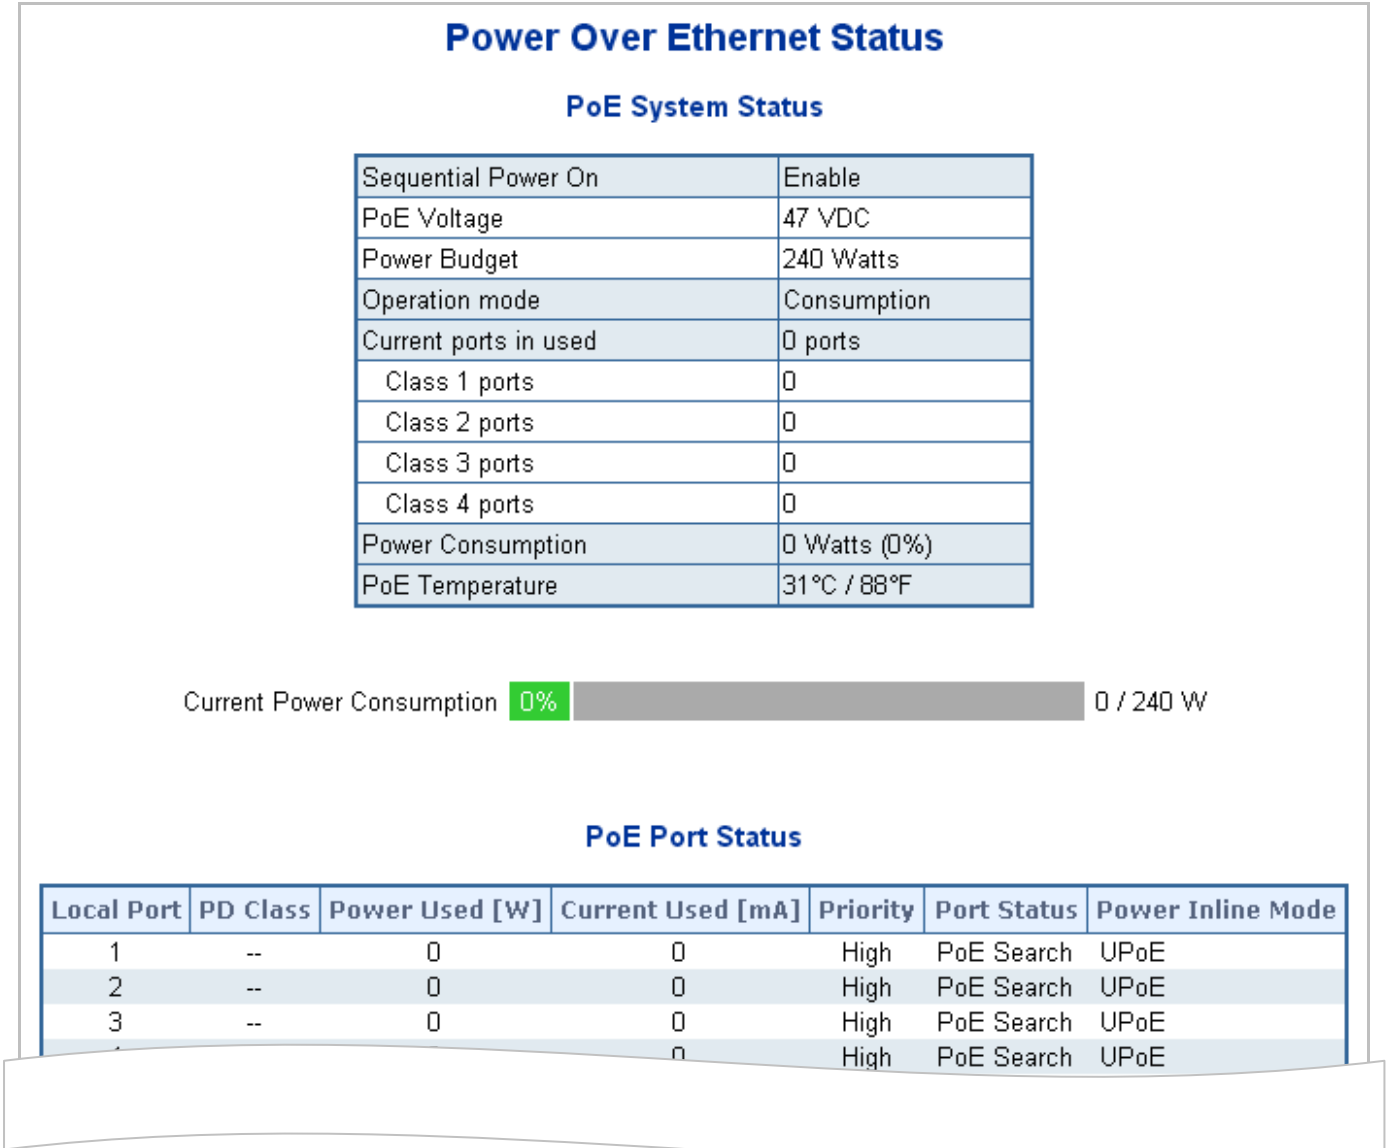 Power Over Ethernet Status
PoE System Status
Sequential Power On Enable
PoE Voltage 47 VDC
Power Budget 240 Watts
Operation mode Consumption
Current ports in used 0 ports
Class 1 ports 0
Class 2 ports 0
Class 3 ports 0
Class 4 ports 0
Power Consumption 0 Watts (0%)
PoE Temperature 31°C / 88°F
Current Power Consumption 0% 0 / 240 W
PoE Port Status
Local Port PD Class Power Used [W] Current Used [mA] Priority Port Status Power Inline Mode
1 -- 0 0 High PoE Search UPoE
2 -- 0 0 High PoE Search UPoE
3 -- 0 0 High PoE Search UPoE
0 High PoE Search UPoE